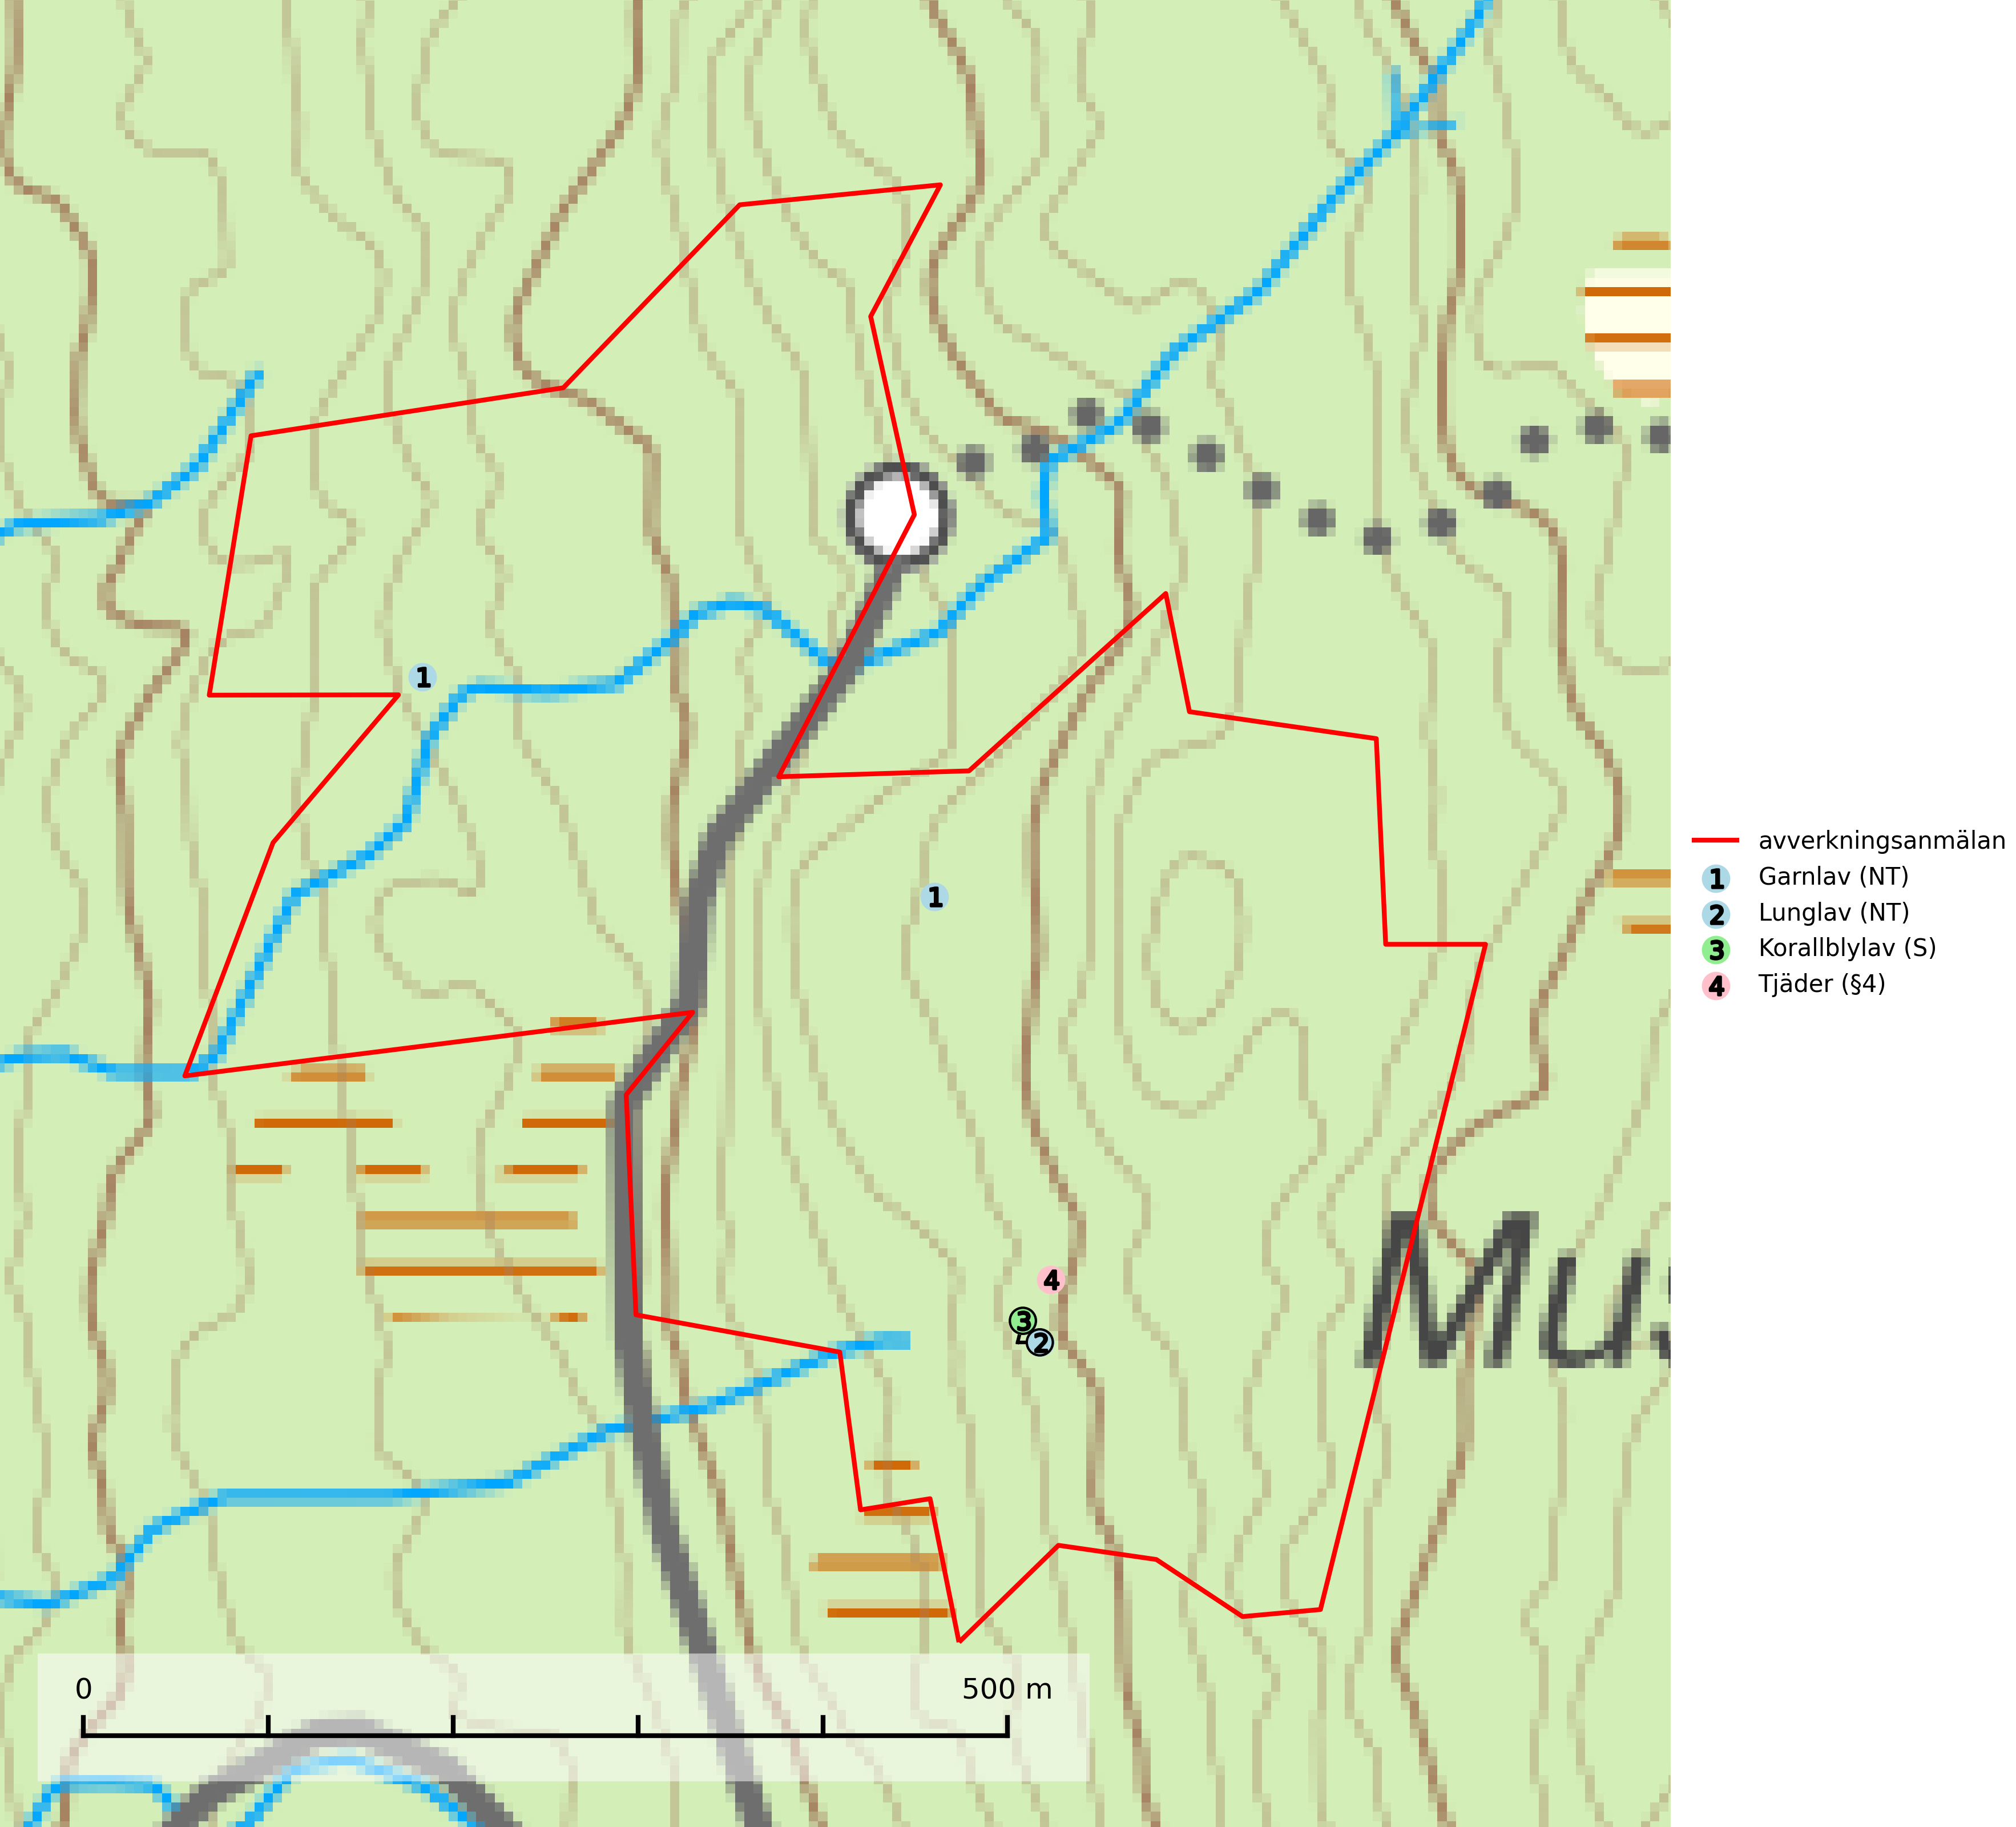 1
1
4
3
2
Mu
0 500 m
avverkningsanmälan
1 Garnlav (NT)
2 Lunglav (NT)
3 Korallblylav (S)
4 Tjäder (§4)